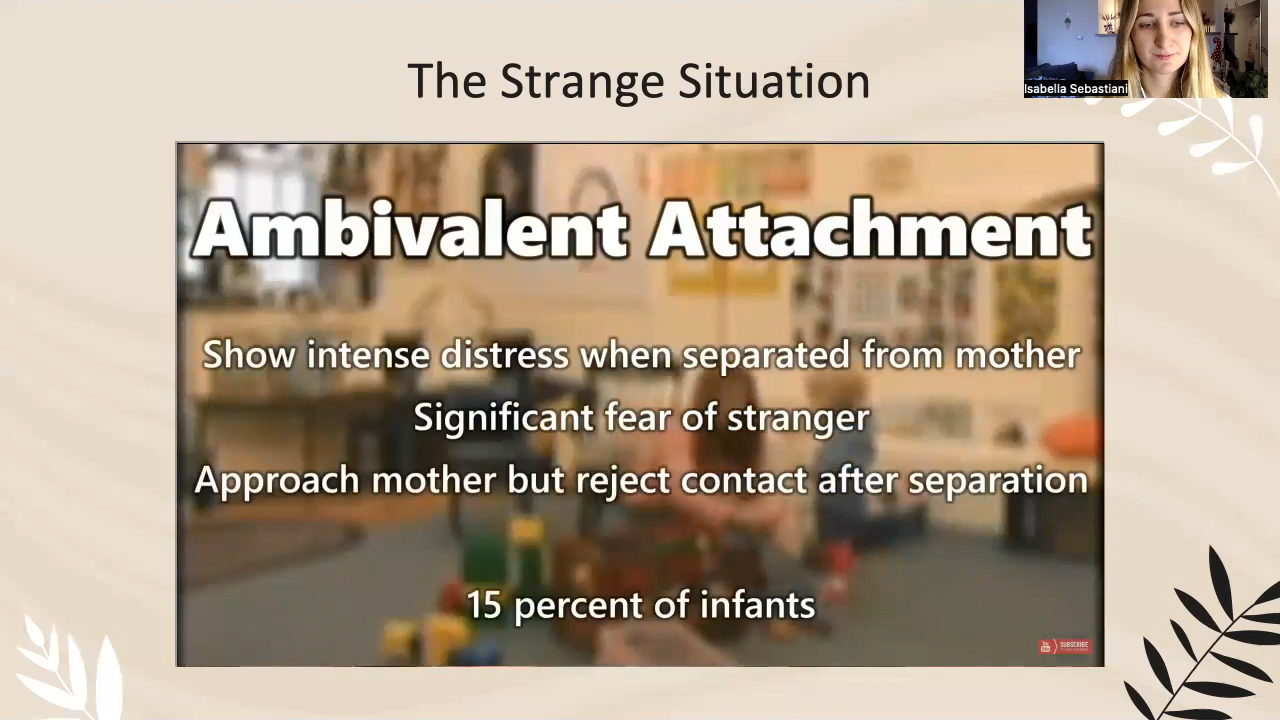 The Strange Situation
Isabella Sebastiani
Ambivalent Attachment
Show intense distress when separated from mother
Significant fear of stranger
Approach mother but reject contact after separation
15 percent of infants
SUBSCRIBE